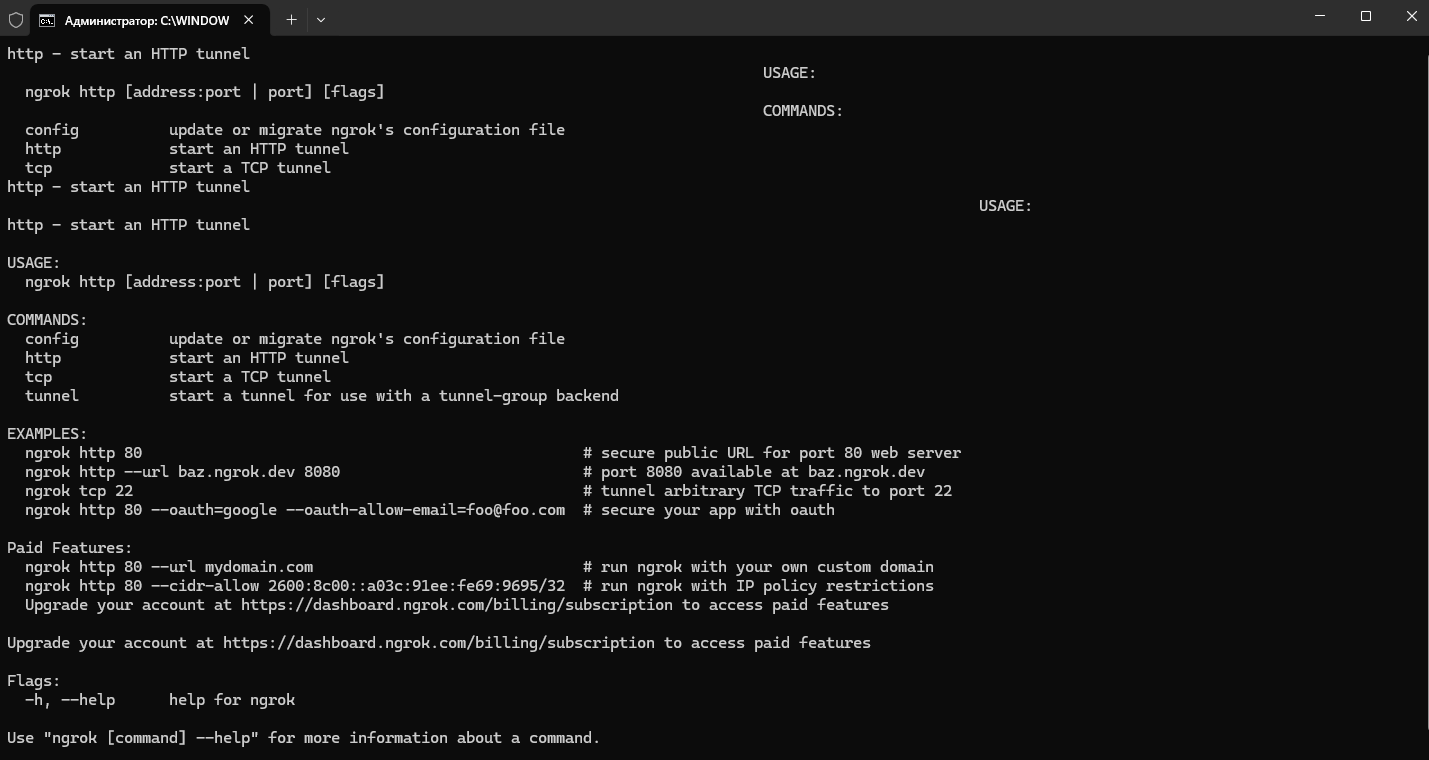 Администратор: C:\WINDOW
http - start an HTTP tunnel
USAGE:
ngrok http [address:port | port] [flags]
COMMANDS:
config          update or migrate ngrok's configuration file
http            start an HTTP tunnel
tcp             start a TCP tunnel
http - start an HTTP tunnel
USAGE:
http - start an HTTP tunnel
USAGE:
ngrok http [address:port | port] [flags]
COMMANDS:
config          update or migrate ngrok's configuration file
http            start an HTTP tunnel
tcp             start a TCP tunnel
tunnel          start a tunnel for use with a tunnel-group backend
EXAMPLES:
ngrok http 80                                                 # secure public URL for port 80 web server
ngrok http --url baz.ngrok.dev 8080                           # port 8080 available at baz.ngrok.dev
ngrok tcp 22                                                  # tunnel arbitrary TCP traffic to port 22
ngrok http 80 --oauth=google --oauth-allow-email=foo@foo.com  # secure your app with oauth
Paid Features:
ngrok http 80 --url mydomain.com                              # run ngrok with your own custom domain
ngrok http 80 --cidr-allow 2600:8c00::a03c:91ee:fe69:9695/32  # run ngrok with IP policy restrictions
Upgrade your account at https://dashboard.ngrok.com/billing/subscription to access paid features
Upgrade your account at https://dashboard.ngrok.com/billing/subscription to access paid features
Flags:
-h, --help      help for ngrok
Use "ngrok [command] --help" for more information about a command.